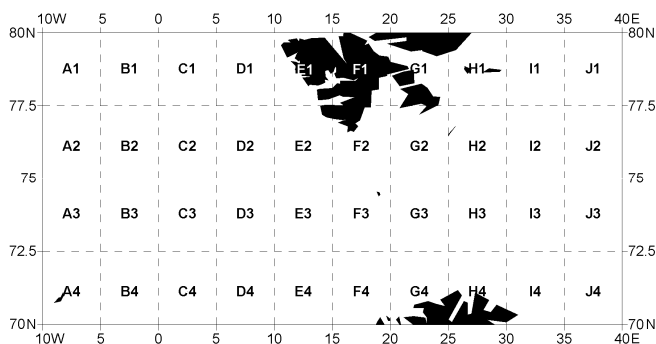 10W 5 0 5 10 15 20 25 30 35 40E
80N 80N
A1 B1 C1 D1 E1 F1 G1 H1 I1 J1
77.5 77.5
A2 B2 C2 D2 E2 F2 G2 H2 I2 J2
75 75
A3 B3 C3 D3 E3 F3 G3 H3 I3 J3
72.5 72.5
A4 B4 C4 D4 E4 F4 G4 H4 I4 J4
70N 70N
10W 5 0 5 10 15 20 25 30 35 40E